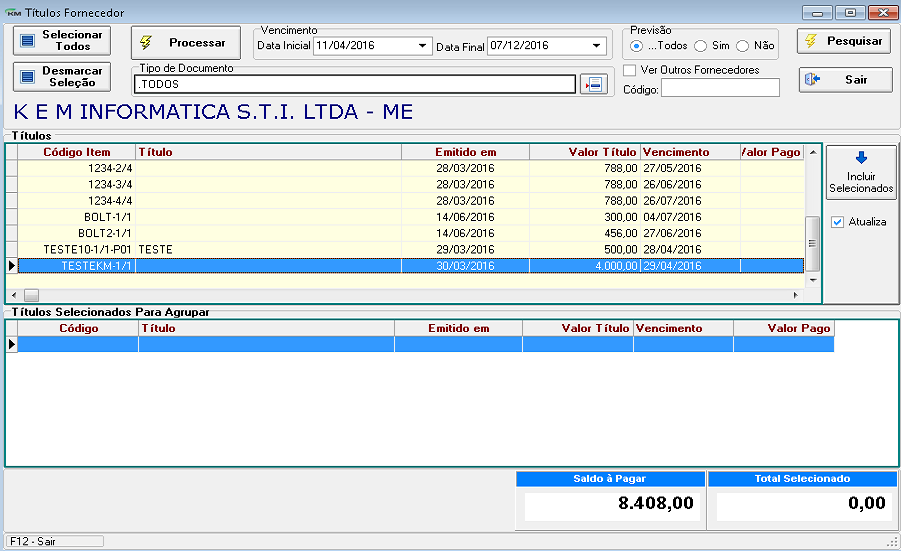 KM Títulos Fornecedor
Selecionar Todos
Processar
Vencimento
Data Inicial 11/04/2016 Data Final 07/12/2016
Previsão
...Todos Sim Não
Pesquisar
Desmarcar Seleção
Tipo de Documento
.TODOS
Ver Outros Fornecedores
Código:
Sair
K E M INFORMATICA S.T.I. LTDA - ME
Títulos
Código Item Título Emitido em Valor Título Vencimento Valor Pago
1234-2/4 28/03/2016 788,00 27/05/2016
1234-3/4 28/03/2016 788,00 26/06/2016
1234-4/4 28/03/2016 788,00 26/07/2016
BOLT-1/1 14/06/2016 300,00 04/07/2016
BOLT2-1/1 14/06/2016 456,00 27/06/2016
TESTE10-1/1-P01 TESTE 29/03/2016 500,00 28/04/2016
TESTEKM-1/1 30/03/2016 4.000,00 29/04/2016
Incluir Selecionados
Atualiza
Títulos Selecionados Para Agrupar
Código Título Emitido em Valor Título Vencimento Valor Pago
Saldo à Pagar
8.408,00
Total Selecionado
0,00
F12 - Sair